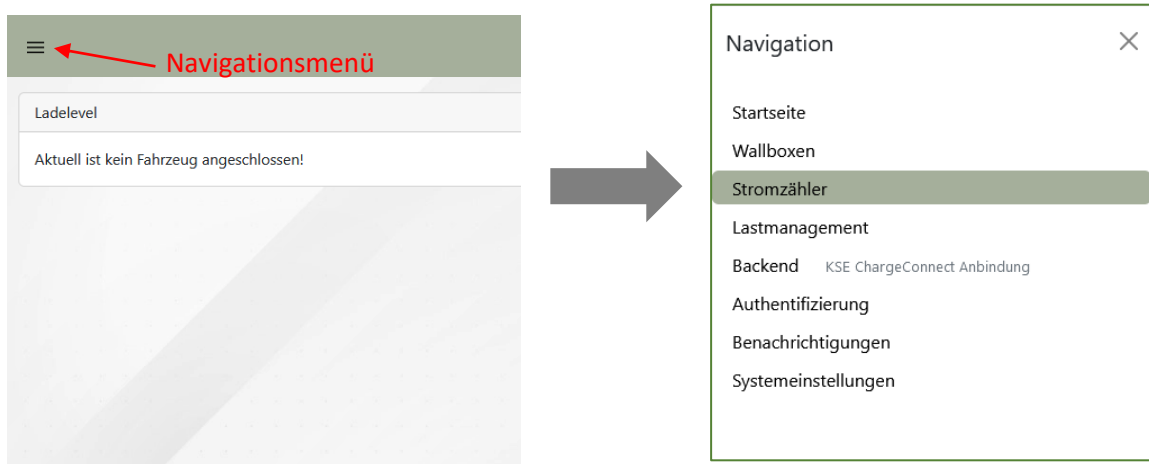 Navigationsmenü
Ladelevel
Aktuell ist kein Fahrzeug angeschlossen!
Navigation
Startseite
Wallboxen
Stromzähler
Lastmanagement
Backend KSE ChargeConnect Anbindung
Authentifizierung
Benachrichtigungen
Systemeinstellungen